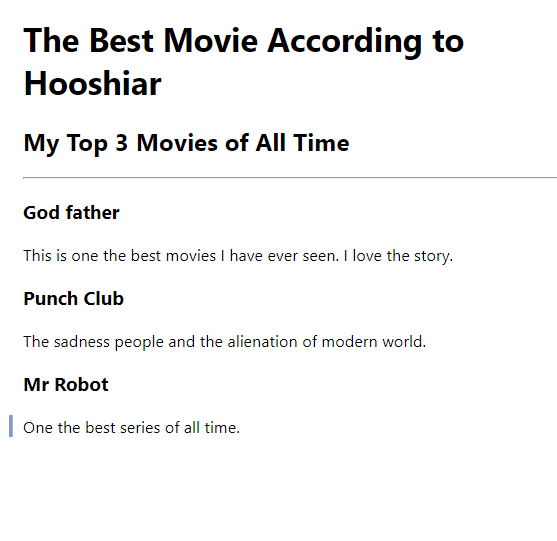 The Best Movie According to
Hooshiar
My Top 3 Movies of All Time
God father
This is one the best movies I have ever seen. I love the story.
Punch Club
The sadness people and the alienation of modern world.
Mr Robot
One the best series of all time.